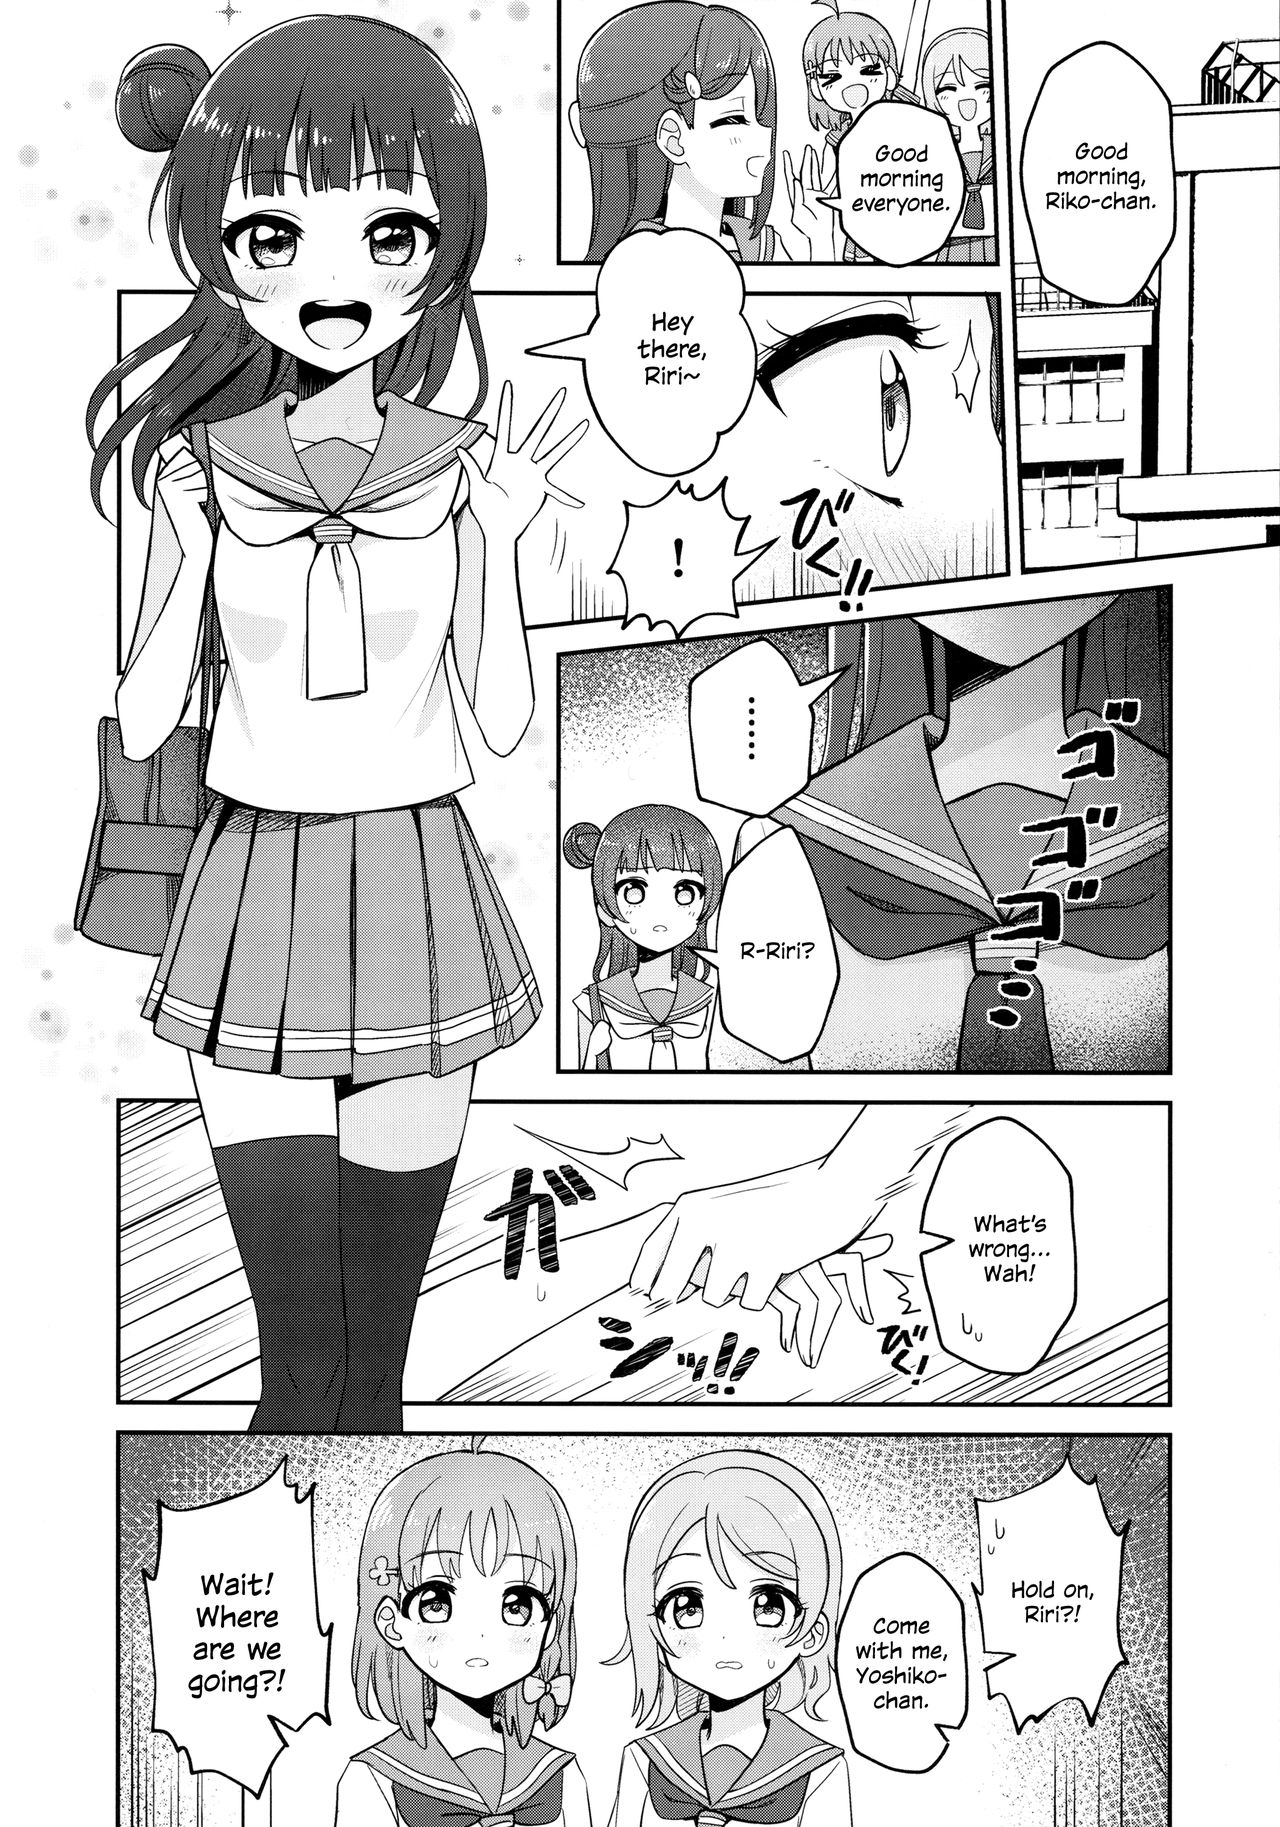 Good
morning,
Riko-chan.
Good
morning
everyone.
Hey
there,
Riri~
!
びく!!
……
ゴゴゴ…
R-Riri?
What's
wrong...
Wah!
びく!
ガシッ!!
Hold on,
Riri?!
Come
with me,
Yoshiko-
chan.
Wait!
Where
are we
going?!